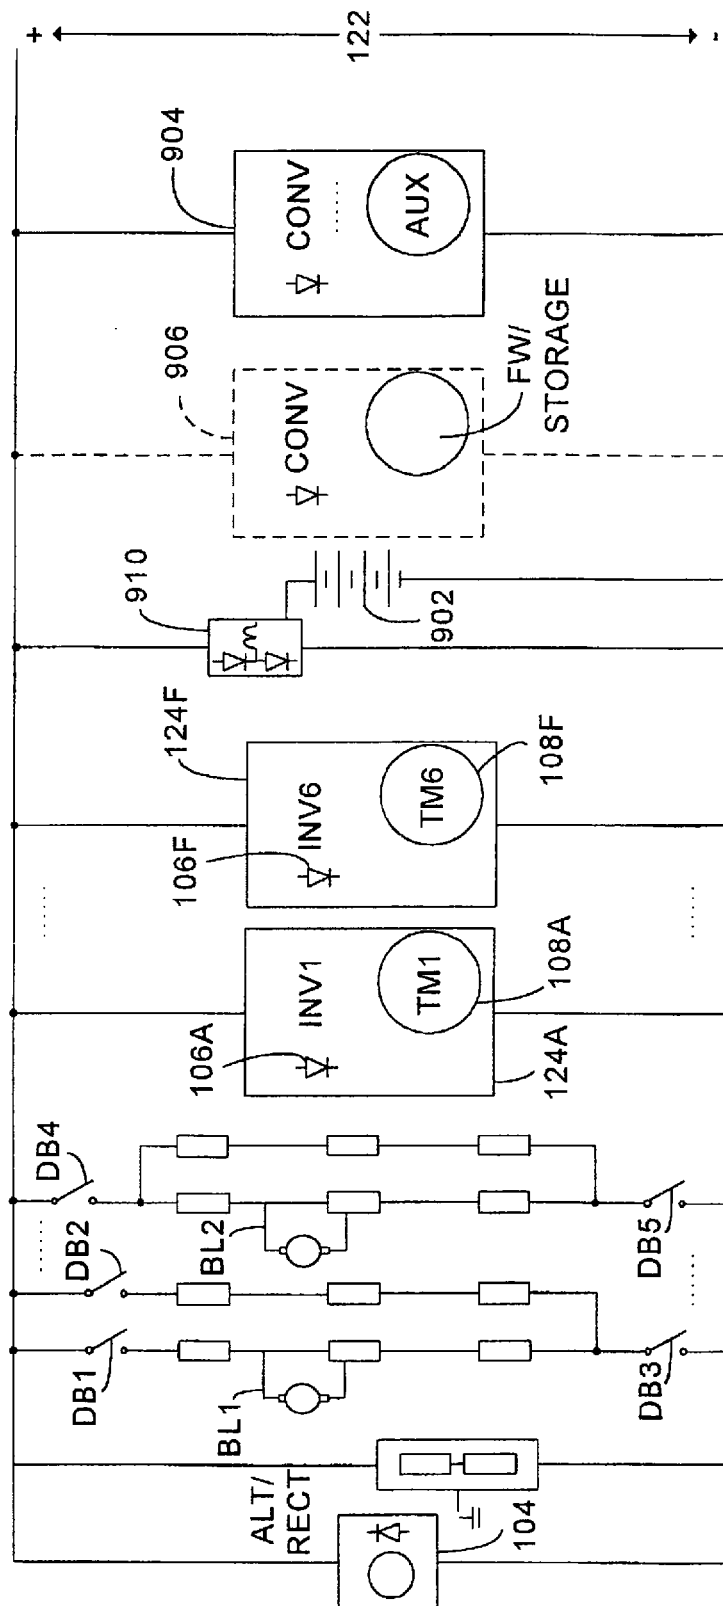 +
122
-
904
CONV
AUX
906
CONV
FW/
STORAGE
910
902
124F
INV6
106F
TM6
108F
INV1
106A
TM1
108A
124A
DB4
DB2
DB1
BL2
BL1
DB5
DB3
ALT/
RECT
104